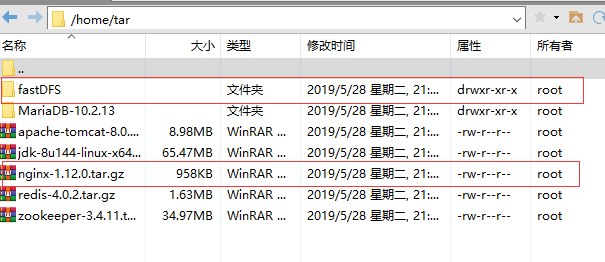 /home/tar
名称 大小 类型 修改时间 属性 所有者
..
fastDFS 文件夹 2019/5/28 星期二, 21:... drwxr-xr-x root
MariaDB-10.2.13 文件夹 2019/5/28 星期二, 21:... drwxr-xr-x root
apache-tomcat-8.0.... 8.98MB WinRAR ... 2019/5/28 星期二, 21:... -rw-r--r-- root
jdk-8u144-linux-x64... 65.47MB WinRAR ... 2019/5/28 星期二, 21:... -rw-r--r-- root
nginx-1.12.0.tar.gz 958KB WinRAR ... 2019/5/28 星期二, 21:... -rw-r--r-- root
redis-4.0.2.tar.gz 1.63MB WinRAR ... 2019/5/28 星期二, 21:... -rw-r--r-- root
zookeeper-3.4.11.t... 34.97MB WinRAR ... 2019/5/28 星期二, 21:... -rw-r--r-- root